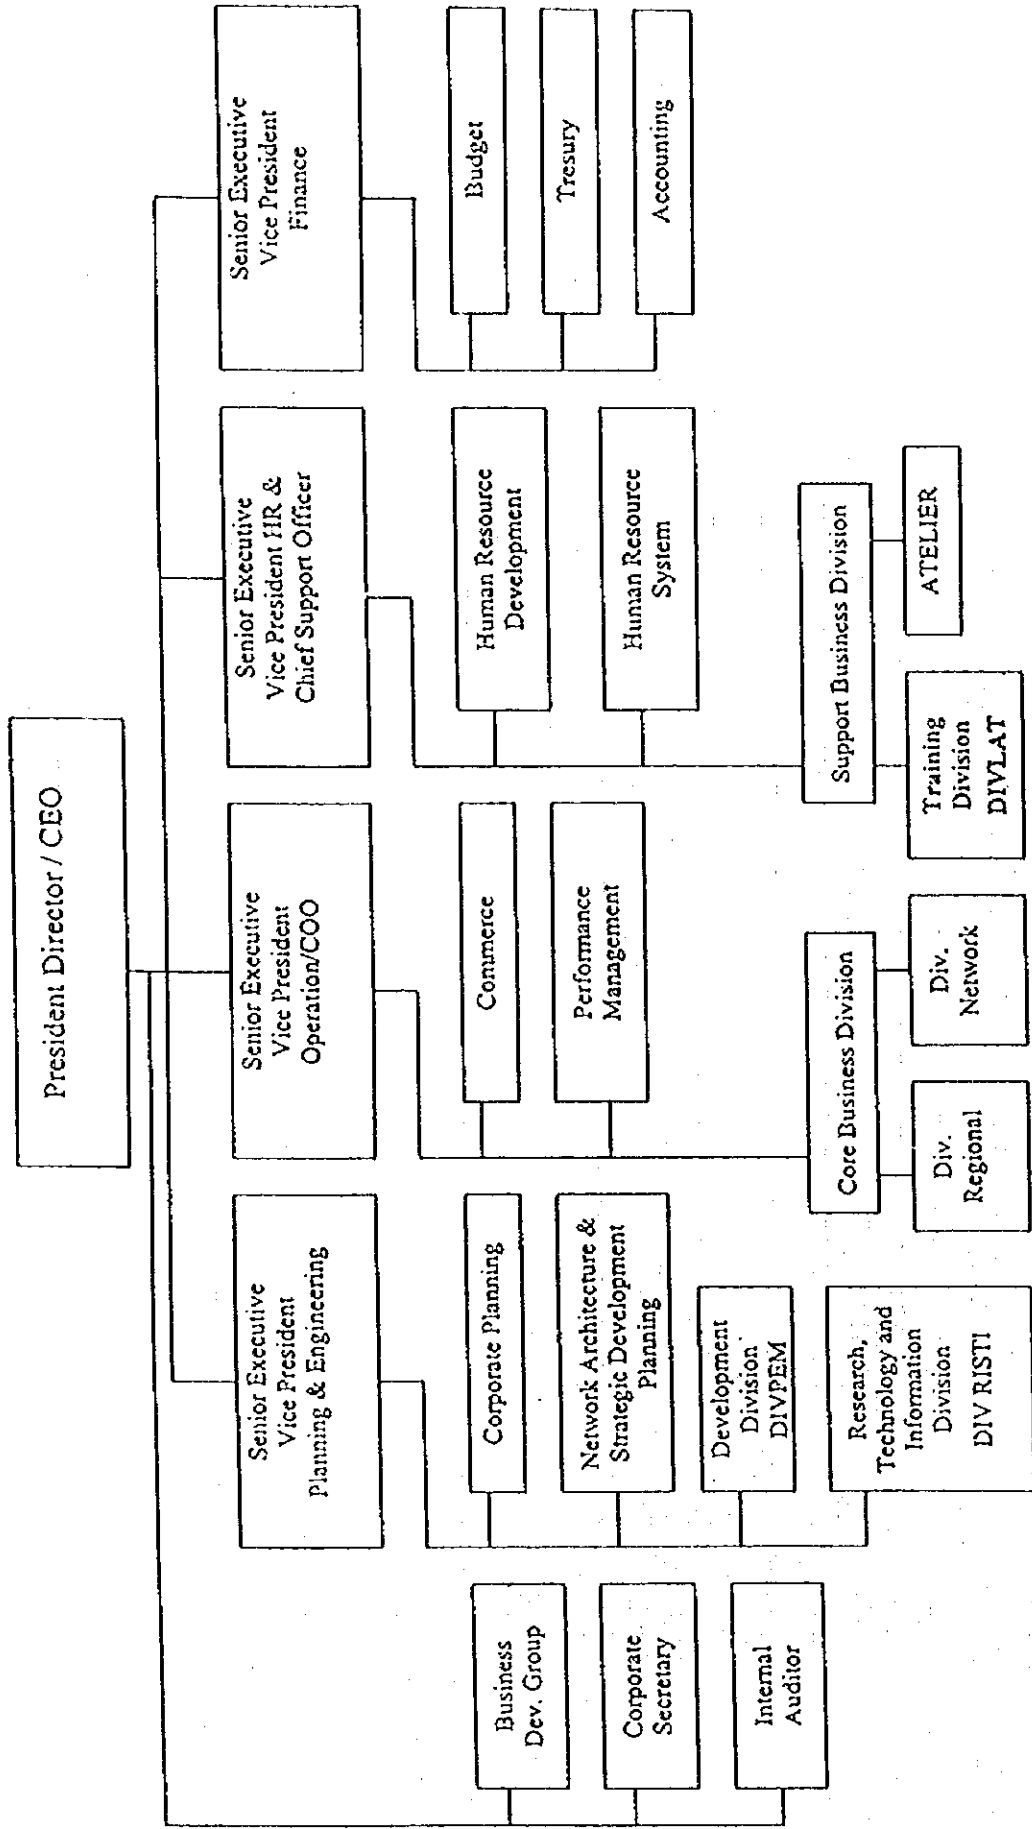 President Director / CEO
Senior Executive
Vice President
Planning & Engineering
Senior Executive
Vice President
Operation/COO
Senior Executive
Vice President HR &
Chief Support Officer
Senior Executive
Vice President
Finance
Business
Dev. Group
Corporate
Secretary
Internal
Auditor
Corporate Planning
Network Architecture &
Strategic Development
Planning
Development
Division
DIVPEM
Research,
Technology and
Information
Division
DIV RISTI
Commerce
Performance
Management
Core Business Division
Div.
Regional
Div.
Network
Human Resource
Development
Human Resource
System
Support Business Division
Training
Division
DIVLAT
ATELIER
Budget
Tresury
Accounting